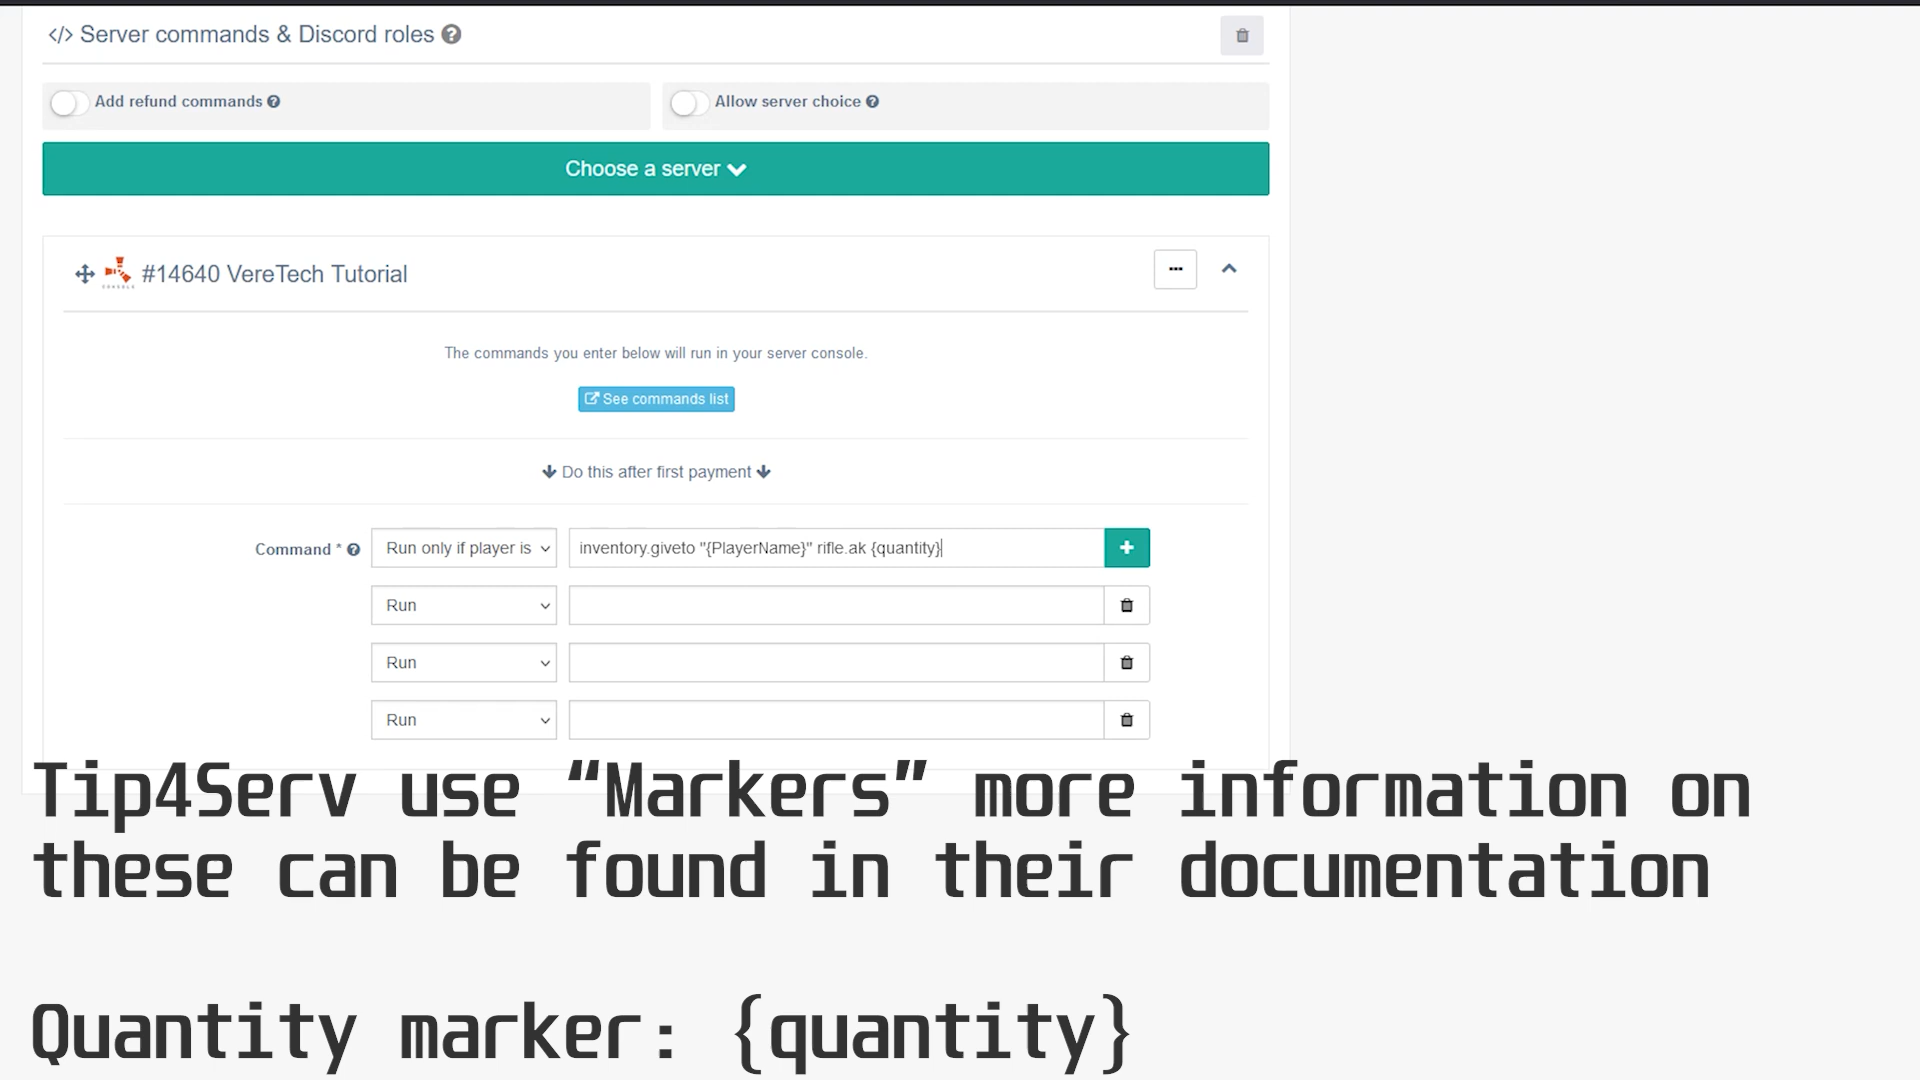 </> Server commands & Discord roles ?
Add refund commands ?
Allow server choice ?
Choose a server
CONSOLE
#14640 VereTech Tutorial
...
The commands you enter below will run in your server console.
See commands list
Do this after first payment
Command * ?
Run only if player is
inventory.giveto "{PlayerName}" rifle.ak {quantity}
+
Run
Run
Run
Tip4Serv use “Markers” more information on
these can be found in their documentation
Quantity marker: {quantity}